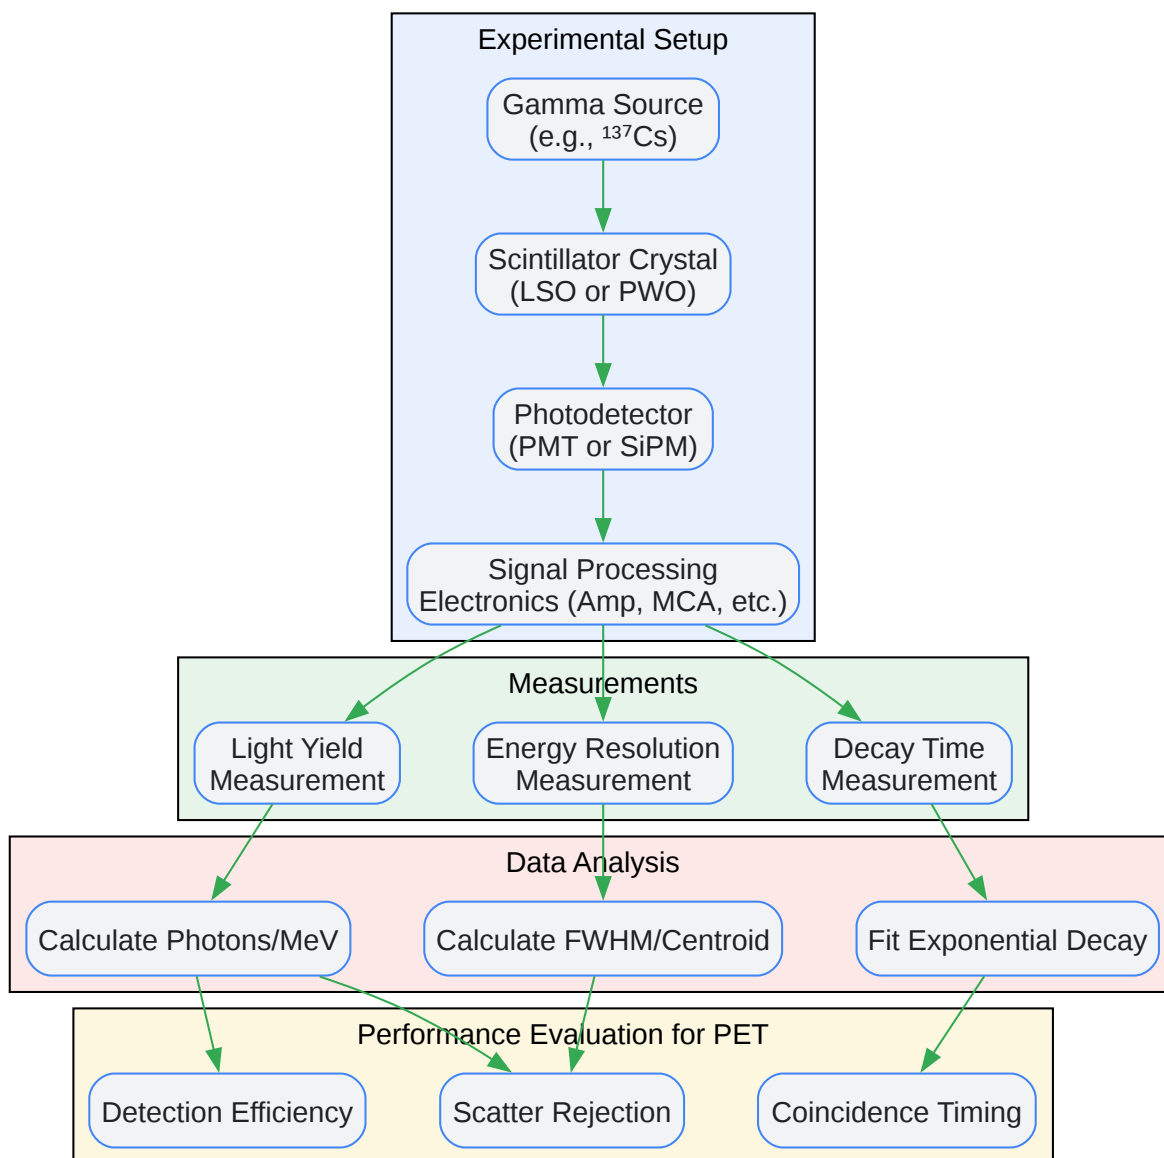 Experimental Setup
Gamma Source
(e.g., ¹³⁷Cs)
Scintillator Crystal
(LSO or PWO)
Photodetector
(PMT or SiPM)
Signal Processing
Electronics (Amp, MCA, etc.)
Measurements
Light Yield
Measurement
Energy Resolution
Measurement
Decay Time
Measurement
Data Analysis
Calculate Photons/MeV
Calculate FWHM/Centroid
Fit Exponential Decay
Performance Evaluation for PET
Detection Efficiency
Scatter Rejection
Coincidence Timing